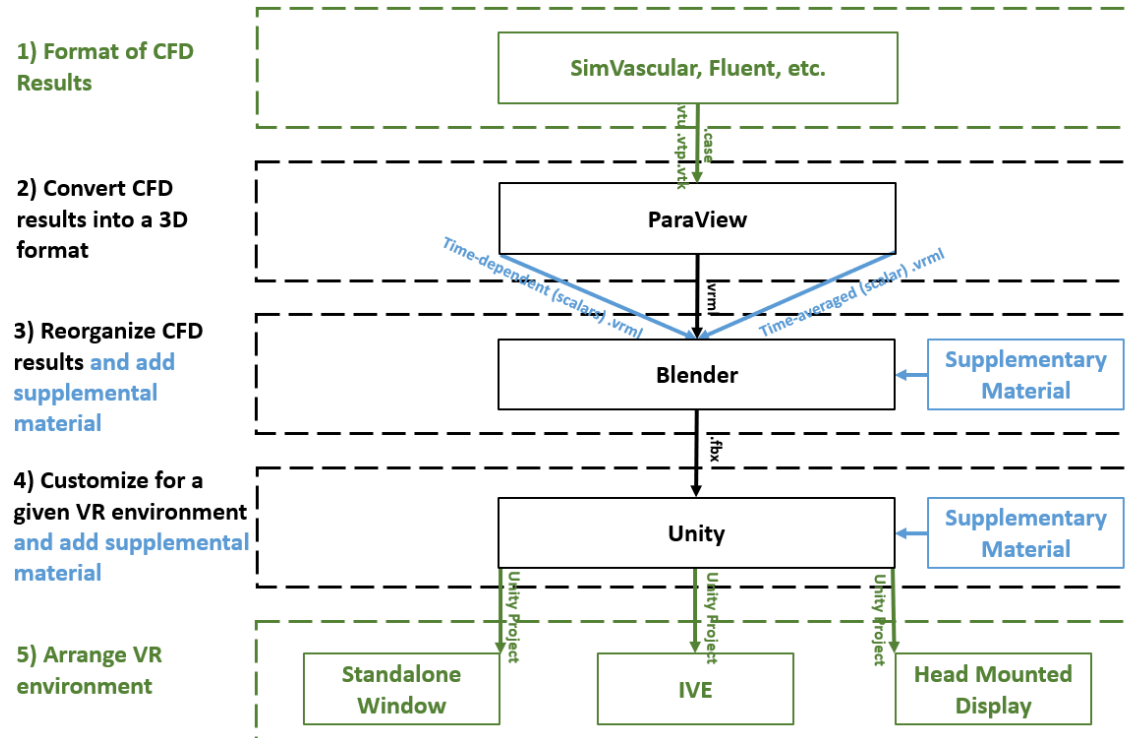 1) Format of CFD
Results
SimVascular, Fluent, etc.
.vtu .vtp.vtk
.case
2) Convert CFD
results into a 3D
format
ParaView
Time-dependent (scalars) .vrml
.vrml
Time-averaged (scalar) .vrml
3) Reorganize CFD
results and add
supplemental
material
Blender
Supplementary
Material
.fbx
4) Customize for a
given VR environment
and add supplemental
material
Unity
Supplementary
Material
Unity Project
Unity Project
Unity Project
5) Arrange VR
environment
Standalone
Window
IVE
Head Mounted
Display